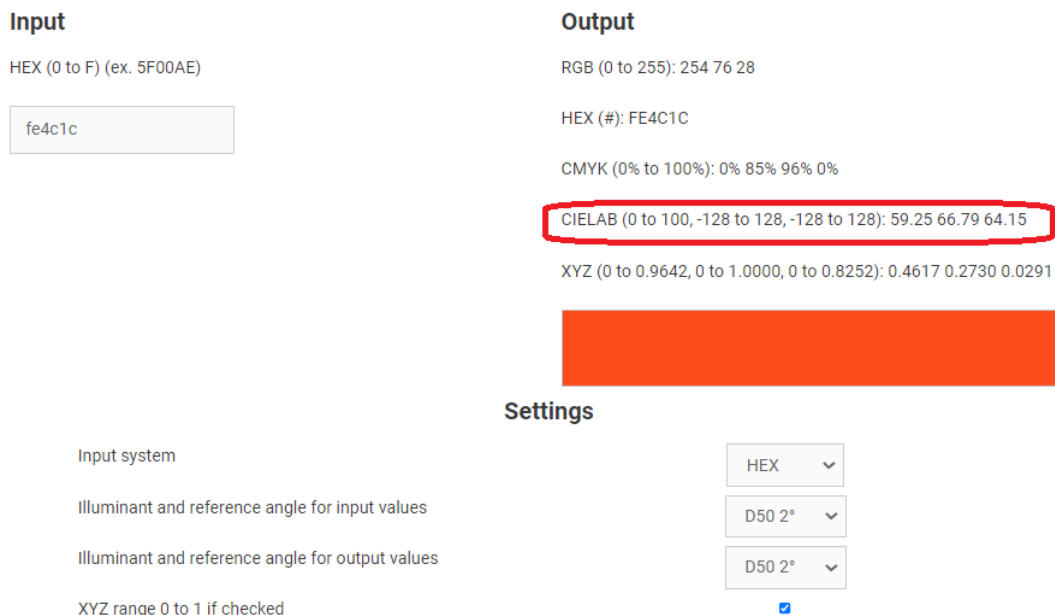 Input
HEX (0 to F) (ex. 5F00AE)
fe4c1c
Output
RGB (0 to 255): 254 76 28
HEX (#): FE4C1C
CMYK (0% to 100%): 0% 85% 96% 0%
CIELAB (0 to 100, -128 to 128, -128 to 128): 59.25 66.79 64.15
XYZ (0 to 0.9642, 0 to 1.0000, 0 to 0.8252): 0.4617 0.2730 0.0291
Settings
Input system HEX
Illuminant and reference angle for input values D50 2°
Illuminant and reference angle for output values D50 2°
XYZ range 0 to 1 if checked